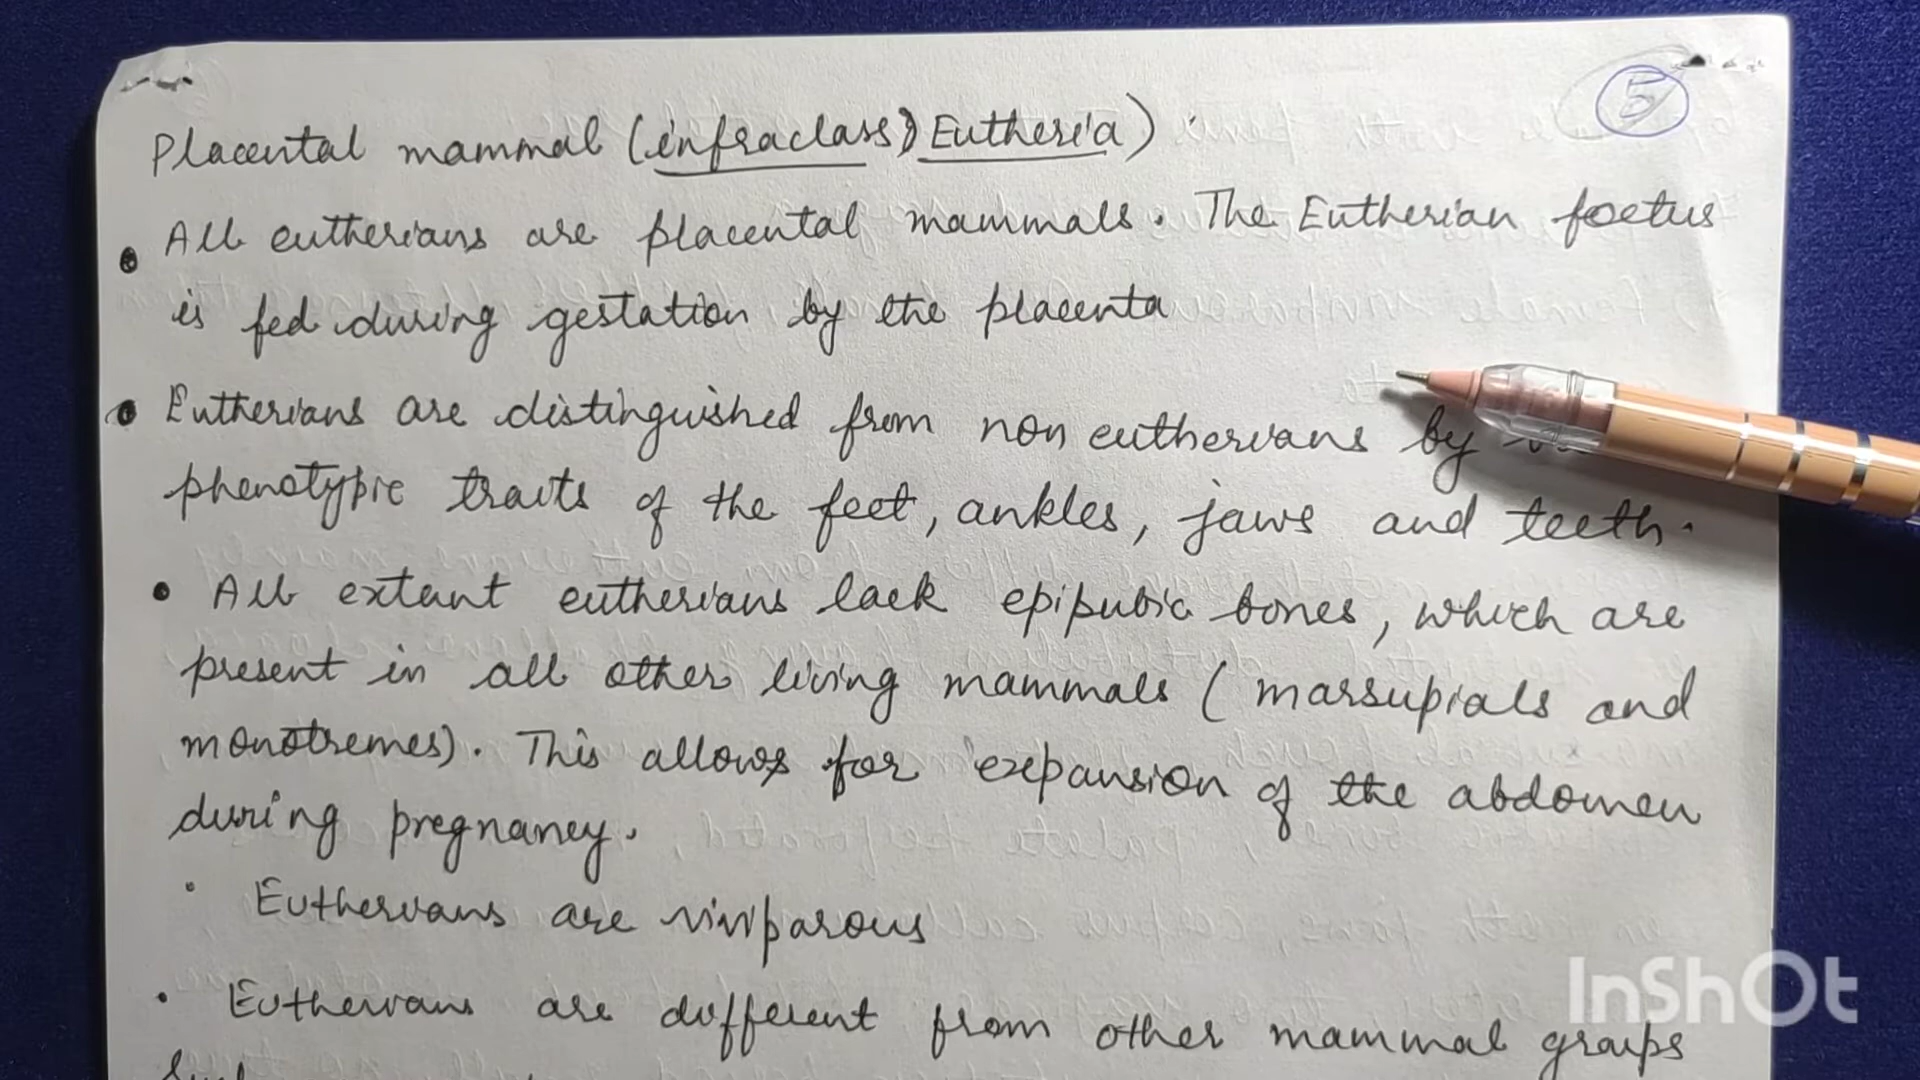 5
Placental mammal (infraclass) Eutheria) :
All eutherians are placental mammals. The Eutherian foetus
is fed during gestation by the placenta
Eutherians are distinguished from non eutherians by
phenotypic traits of the feet, ankles, jaws and teeth.
All extant eutherians lack epipubic bones, which are
present in all other living mammals (marsupials and
monotremes). This allows for expansion of the abdomen
during pregnancy.
Eutherians are viviparous
Eutherians are different from other mammal groups
InShOt